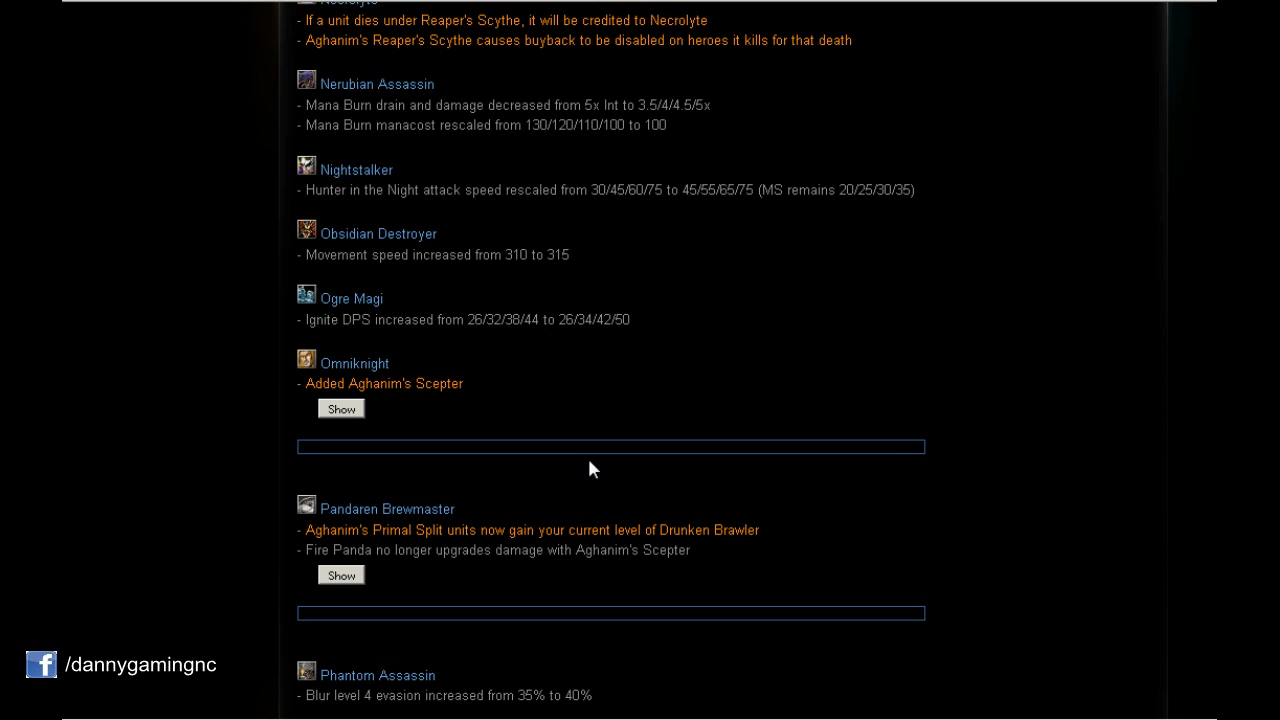 Necrolyte
- If a unit dies under Reaper's Scythe, it will be credited to Necrolyte
- Aghanim's Reaper's Scythe causes buyback to be disabled on heroes it kills for that death
Nerubian Assassin
- Mana Burn drain and damage decreased from 5x Int to 3.5/4/4.5/5x
- Mana Burn manacost rescaled from 130/120/110/100 to 100
Nightstalker
- Hunter in the Night attack speed rescaled from 30/45/60/75 to 45/55/65/75 (MS remains 20/25/30/35)
Obsidian Destroyer
- Movement speed increased from 310 to 315
Ogre Magi
- Ignite DPS increased from 26/32/38/44 to 26/34/42/50
Omniknight
- Added Aghanim's Scepter
Show
Pandaren Brewmaster
- Aghanim's Primal Split units now gain your current level of Drunken Brawler
- Fire Panda no longer upgrades damage with Aghanim's Scepter
Show
/dannygamingnc
Phantom Assassin
- Blur level 4 evasion increased from 35% to 40%